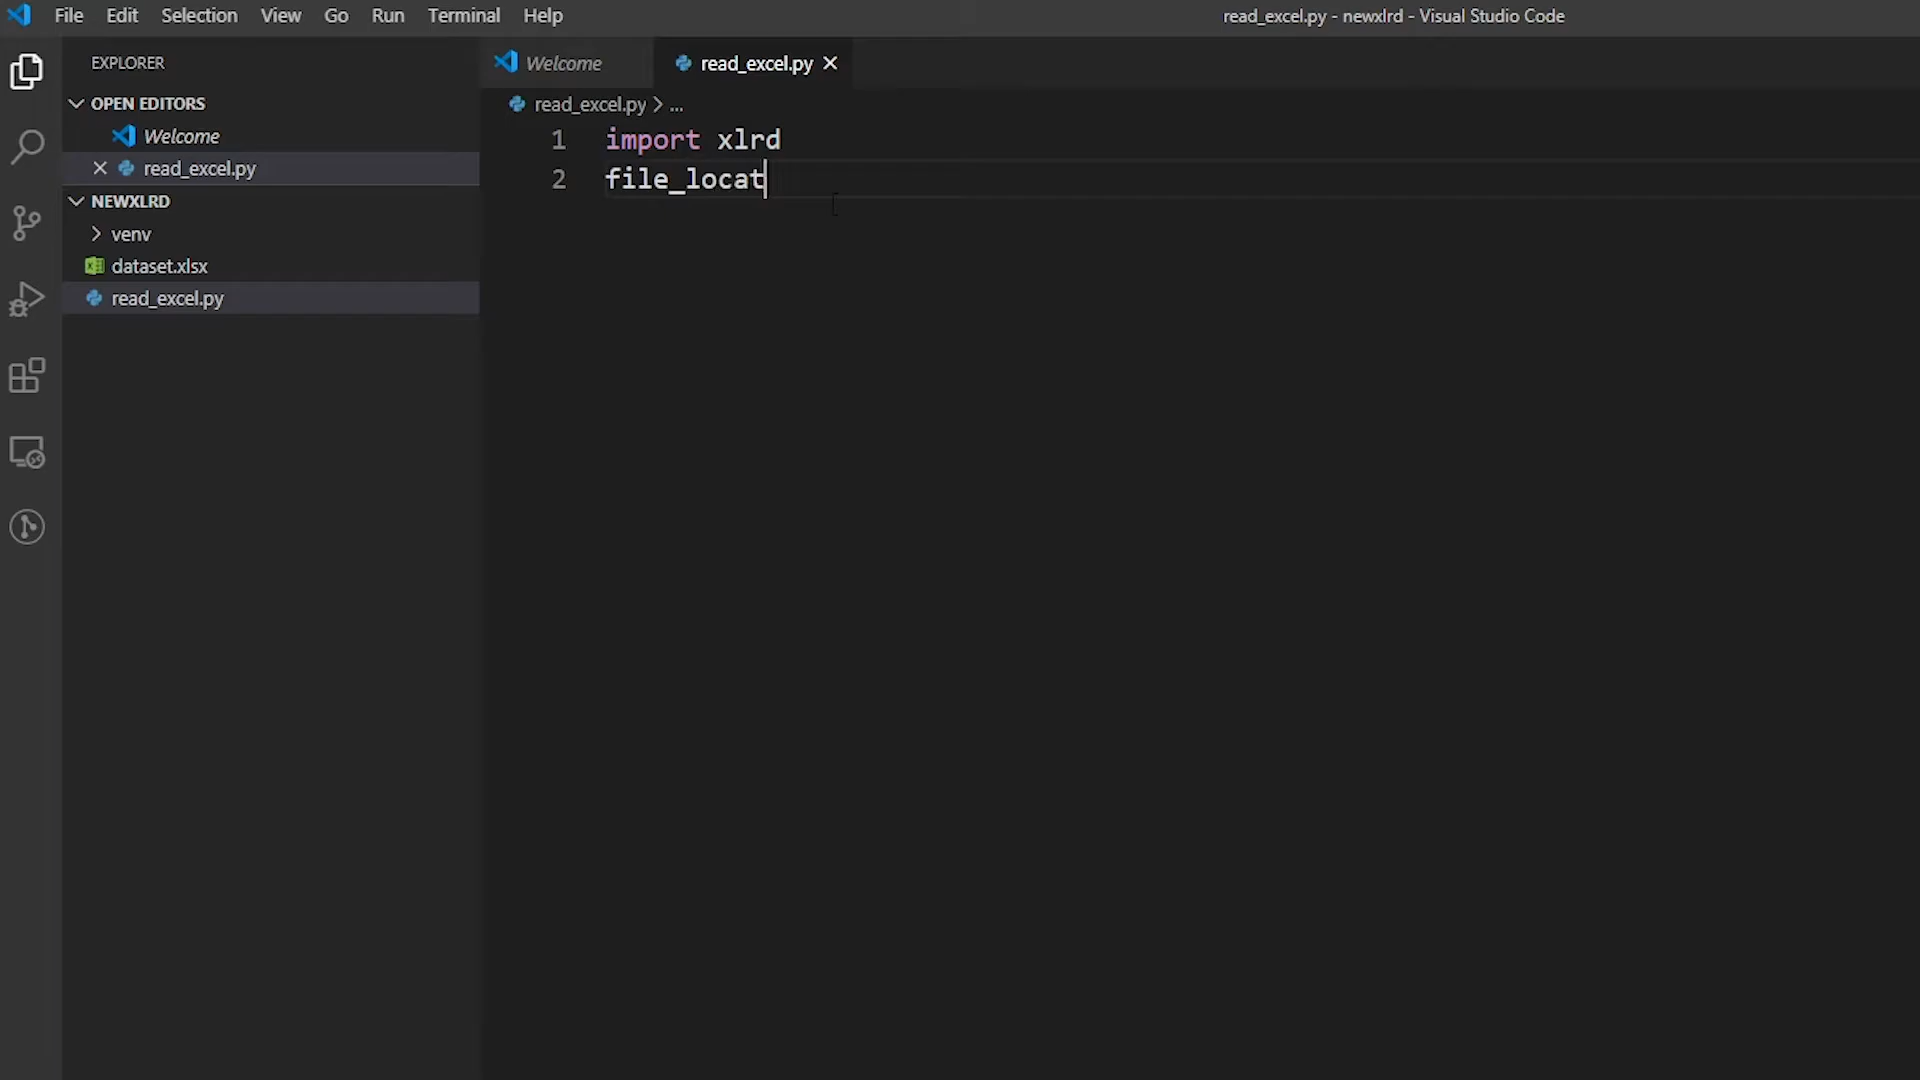 File Edit Selection View Go Run Terminal Help
read_excel.py - newxlrd - Visual Studio Code
EXPLORER
OPEN EDITORS
Welcome
read_excel.py
NEWXLRD
venv
dataset.xlsx
read_excel.py
Welcome
read_excel.py
read_excel.py > ...
1 import xlrd
2 file_locat